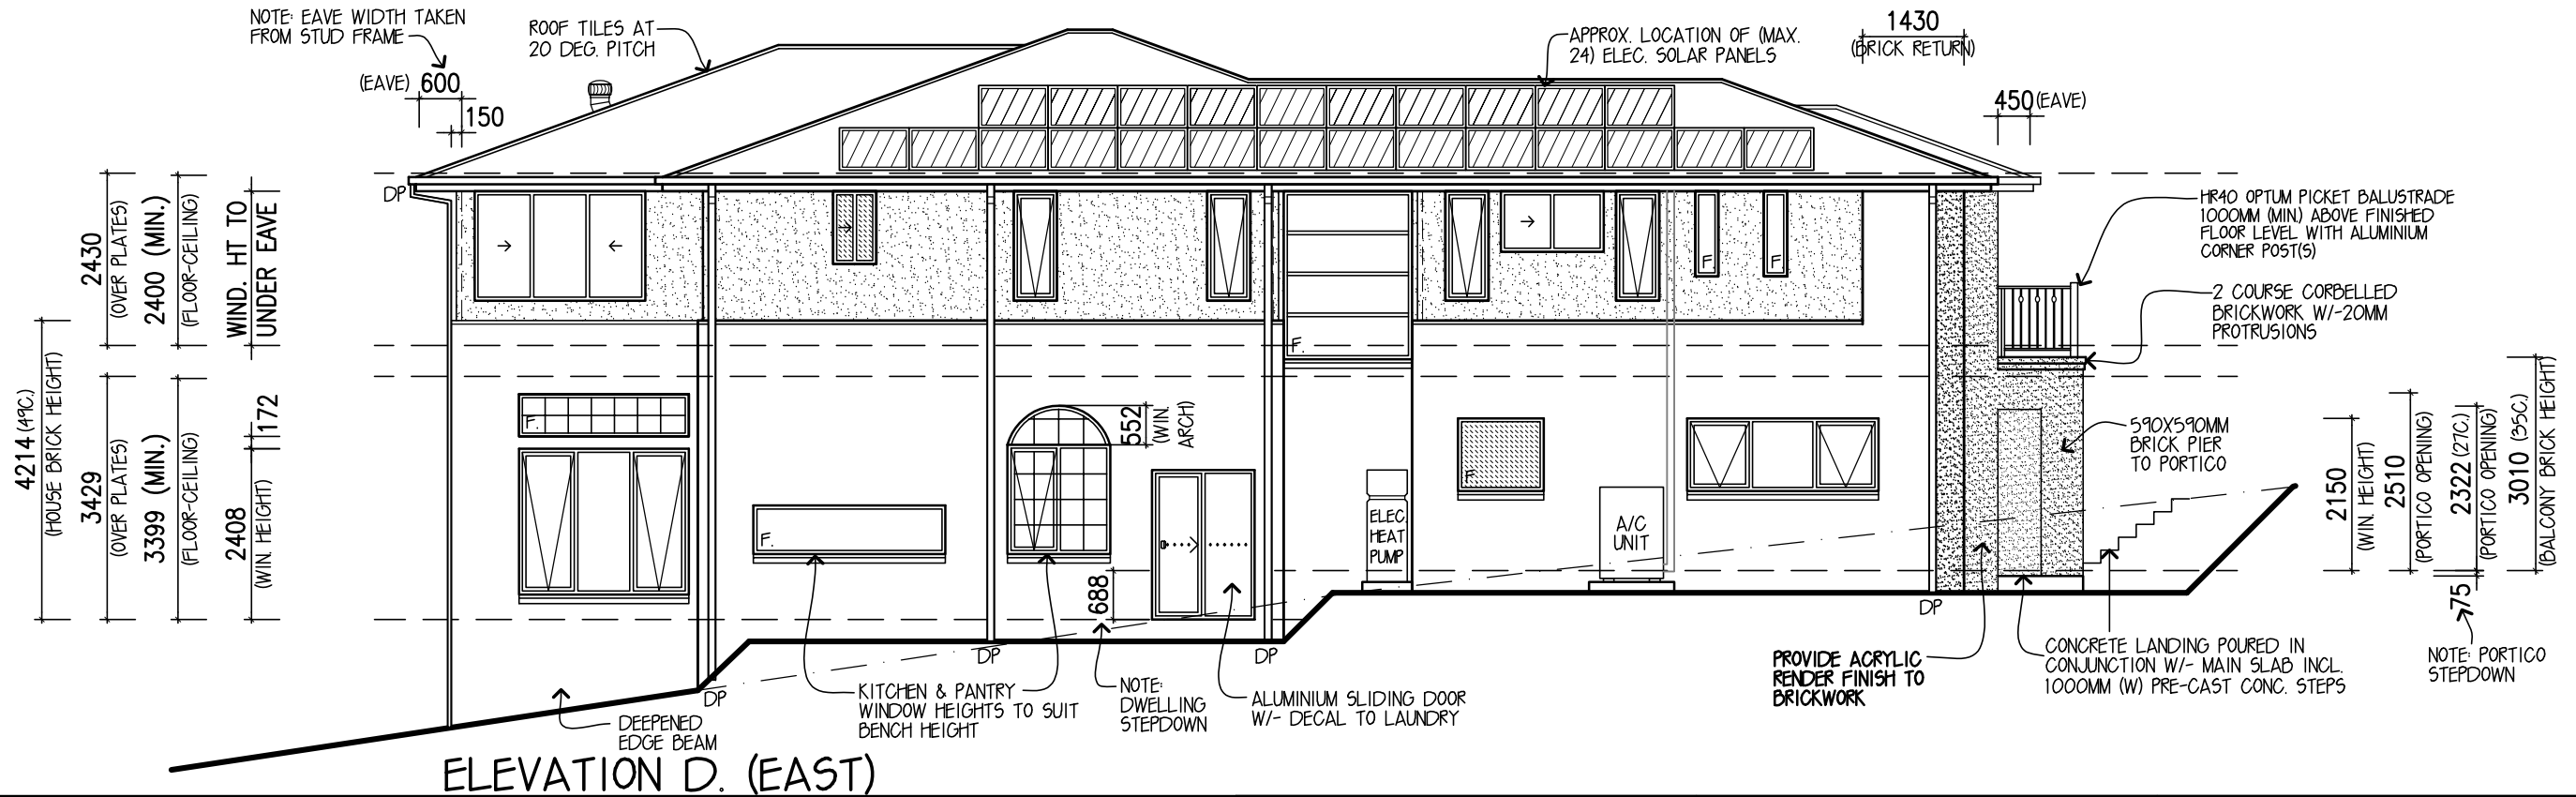 NOTE: EAVE WIDTH TAKEN
FROM STUD FRAME
(EAVE) 600
150
ROOF TILES AT
20 DEG. PITCH
APPROX. LOCATION OF (MAX.
24) ELEC. SOLAR PANELS
1430
(BRICK RETURN)
450 (EAVE)
DP
HR40 OPTUM PICKET BALUSTRADE
1000MM (MIN.) ABOVE FINISHED
FLOOR LEVEL WITH ALUMINIUM
CORNER POST(S)
2 COURSE CORBELLED
BRICKWORK W/-20MM
PROTRUSIONS
590X590MM
BRICK PIER
TO PORTICO
2430
(OVER PLATES)
2400 (MIN.)
(FLOOR-CEILING)
WIND. HT TO
UNDER EAVE
4214 (49C.)
(HOUSE BRICK HEIGHT)
3429
(OVER PLATES)
3399 (MIN.)
(FLOOR-CEILING)
172
2408
(WIN. HEIGHT)
F.
F.
552
(WIN.
ARCH)
688
F.
F
F
F
ELEC.
HEAT
PUMP
A/C
UNIT
2150
(WIN. HEIGHT)
2510
(PORTICO OPENING)
2322 (27C.)
(PORTICO OPENING)
3010 (35C.)
(BALCONY BRICK HEIGHT)
75
NOTE: PORTICO
STEPDOWN
DP
DP
DP
DP
DEEPENED
EDGE BEAM
KITCHEN & PANTRY
WINDOW HEIGHTS TO SUIT
BENCH HEIGHT
NOTE:
DWELLING
STEPDOWN
ALUMINIUM SLIDING DOOR
W/- DECAL TO LAUNDRY
PROVIDE ACRYLIC
RENDER FINISH TO
BRICKWORK
CONCRETE LANDING POURED IN
CONJUNCTION W/- MAIN SLAB INCL.
1000MM (W) PRE-CAST CONC. STEPS
ELEVATION D. (EAST)